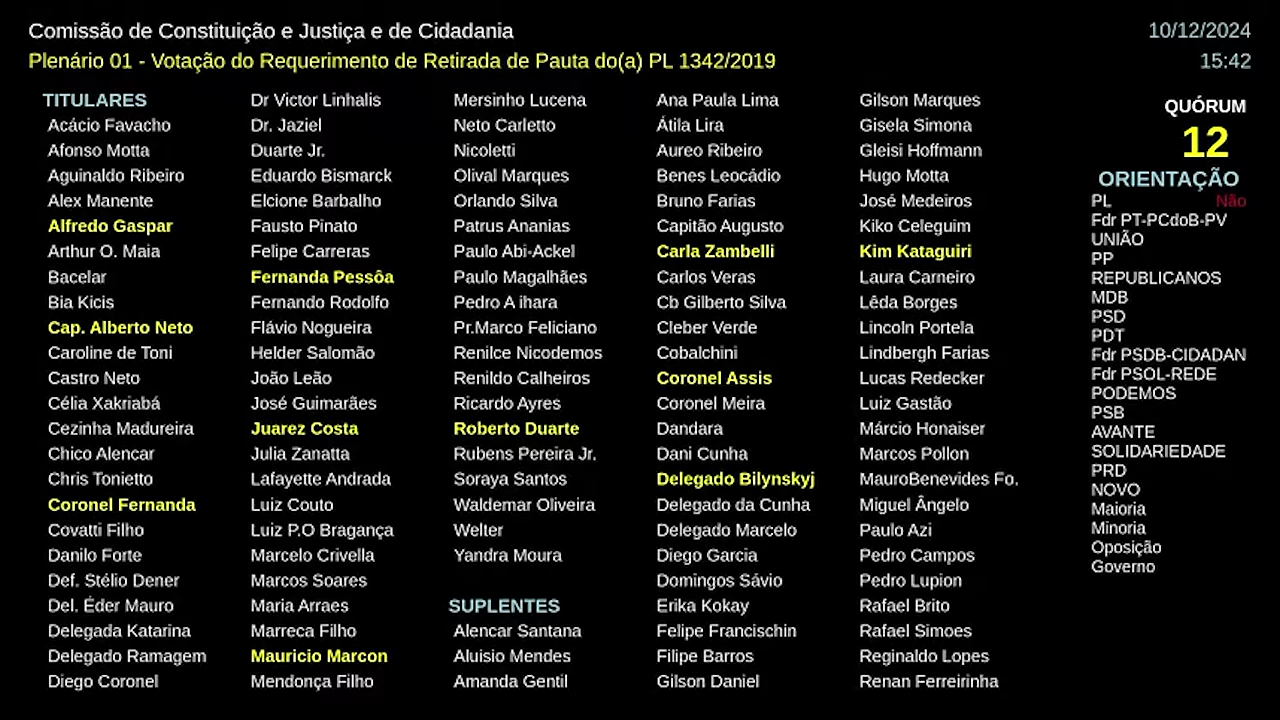 Comissão de Constituição e Justiça e de Cidadania
10/12/2024
Plenário 01 - Votação do Requerimento de Retirada de Pauta do(a) PL 1342/2019
15:42
TITULARES
Acácio Favacho
Afonso Motta
Aguinaldo Ribeiro
Alex Manente
Alfredo Gaspar
Arthur O. Maia
Bacelar
Bia Kicis
Cap. Alberto Neto
Caroline de Toni
Castro Neto
Célia Xakriabá
Cezinha Madureira
Chico Alencar
Chris Tonietto
Coronel Fernanda
Covatti Filho
Danilo Forte
Def. Stélio Dener
Del. Éder Mauro
Delegada Katarina
Delegado Ramagem
Diego Coronel
Dr Victor Linhalis
Dr. Jaziel
Duarte Jr.
Eduardo Bismarck
Elcione Barbalho
Fausto Pinato
Felipe Carreras
Fernanda Pessôa
Fernando Rodolfo
Flávio Nogueira
Helder Salomão
João Leão
José Guimarães
Juarez Costa
Julia Zanatta
Lafayette Andrada
Luiz Couto
Luiz P.O Bragança
Marcelo Crivella
Marcos Soares
Maria Arraes
Marreca Filho
Mauricio Marcon
Mendonça Filho
Mersinho Lucena
Neto Carletto
Nicoletti
Olival Marques
Orlando Silva
Patrus Ananias
Paulo Abi-Ackel
Paulo Magalhães
Pedro A ihara
Pr.Marco Feliciano
Renilce Nicodemos
Renildo Calheiros
Ricardo Ayres
Roberto Duarte
Rubens Pereira Jr.
Soraya Santos
Waldemar Oliveira
Welter
Yandra Moura
SUPLENTES
Alencar Santana
Aluisio Mendes
Amanda Gentil
Ana Paula Lima
Átila Lira
Aureo Ribeiro
Benes Leocádio
Bruno Farias
Capitão Augusto
Carla Zambelli
Carlos Veras
Cb Gilberto Silva
Cleber Verde
Cobalchini
Coronel Assis
Coronel Meira
Dandara
Dani Cunha
Delegado Bilynskyj
Delegado da Cunha
Delegado Marcelo
Diego Garcia
Domingos Sávio
Erika Kokay
Felipe Francischin
Filipe Barros
Gilson Daniel
Gilson Marques
Gisela Simona
Gleisi Hoffmann
Hugo Motta
José Medeiros
Kiko Celeguim
Kim Kataguiri
Laura Carneiro
Lêda Borges
Lincoln Portela
Lindbergh Farias
Lucas Redecker
Luiz Gastão
Márcio Honaiser
Marcos Pollon
MauroBenevides Fo.
Miguel Ângelo
Paulo Azi
Pedro Campos
Pedro Lupion
Rafael Brito
Rafael Simoes
Reginaldo Lopes
Renan Ferreirinha
QUÓRUM
12
ORIENTAÇÃO
PL Não
Fdr PT-PCdoB-PV
UNIÃO
PP
REPUBLICANOS
MDB
PSD
PDT
Fdr PSDB-CIDADAN
Fdr PSOL-REDE
PODEMOS
PSB
AVANTE
SOLIDARIEDADE
PRD
NOVO
Maioria
Minoria
Oposição
Governo